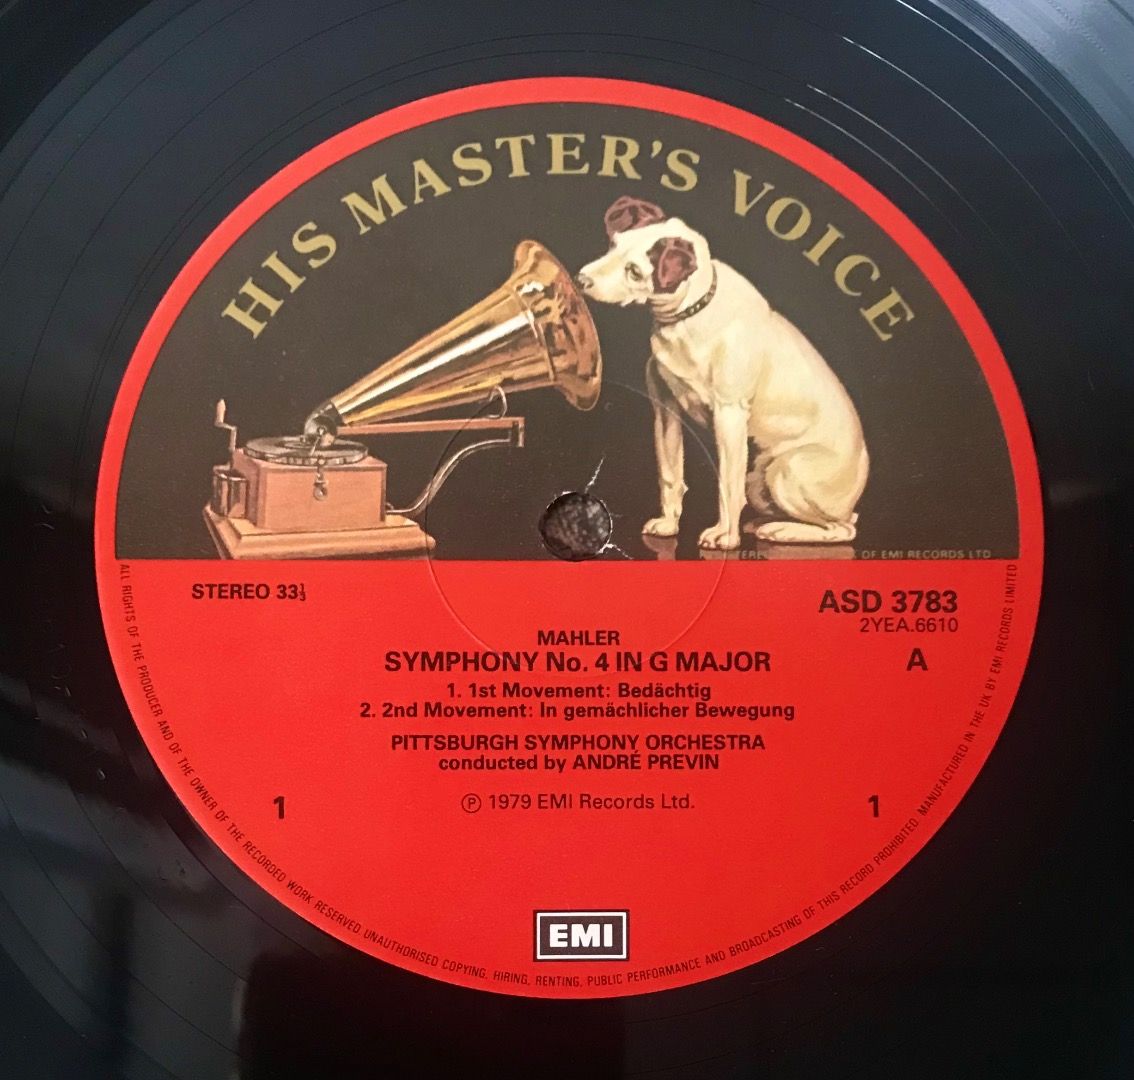 HIS MASTER'S VOICE
OF EMI RECORDS LTD
STEREO 33⅓
ASD 3783
2YEA.6610
A
MAHLER
SYMPHONY No. 4 IN G MAJOR
1. 1st Movement: Bedächtig
2. 2nd Movement: In gemächlicher Bewegung
PITTSBURGH SYMPHONY ORCHESTRA
conducted by ANDRÉ PREVIN
1
℗ 1979 EMI Records Ltd.
1
EMI
ALL RIGHTS OF THE PRODUCER AND OF THE OWNER OF THE RECORDED WORK RESERVED. UNAUTHORISED COPYING, HIRING, RENTING, PUBLIC PERFORMANCE AND BROADCASTING OF THIS RECORD PROHIBITED. MANUFACTURED IN THE UK BY EMI RECORDS LIMITED